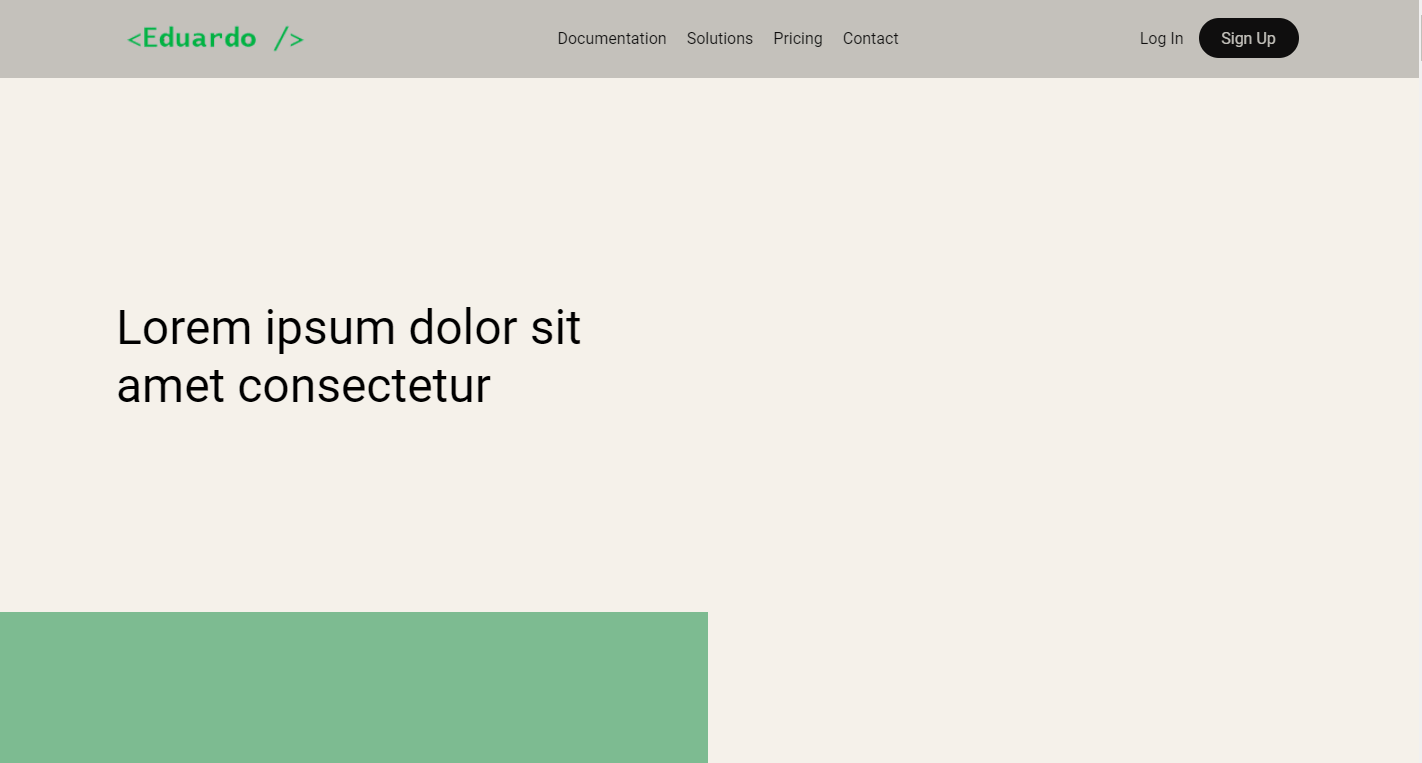 <Eduardo />
Documentation Solutions Pricing Contact
Log In Sign Up
Lorem ipsum dolor sit
amet consectetur